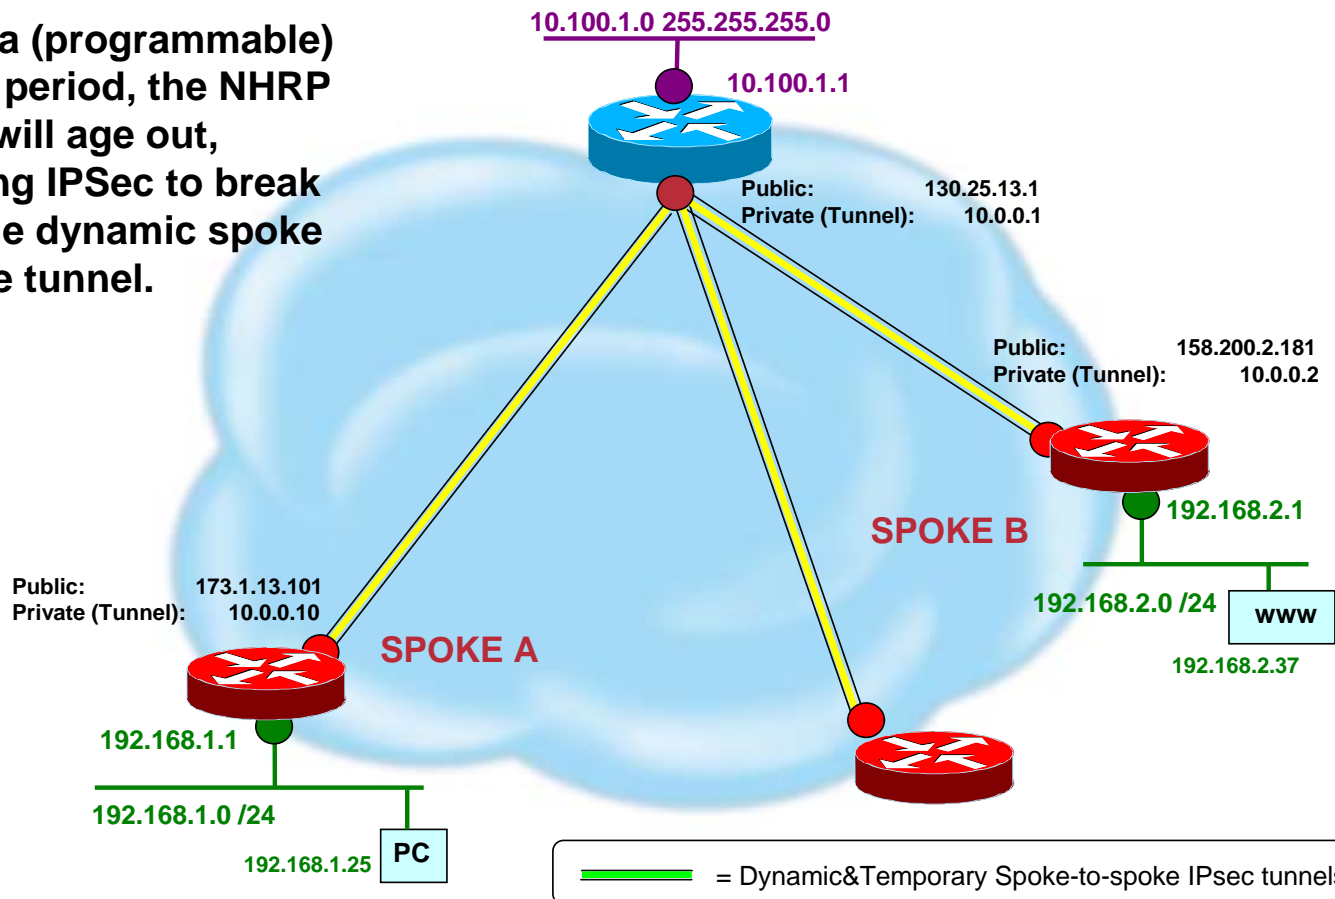 a (programmable)
period, the NHRP
will age out,
ng IPSec to break
e dynamic spoke
e tunnel.
10.100.1.0 255.255.255.0
10.100.1.1
Public: 130.25.13.1
Private (Tunnel): 10.0.0.1
Public: 158.200.2.181
Private (Tunnel): 10.0.0.2
192.168.2.1
SPOKE B
192.168.2.0 /24
www
192.168.2.37
Public: 173.1.13.101
Private (Tunnel): 10.0.0.10
SPOKE A
192.168.1.1
192.168.1.0 /24
192.168.1.25
PC
= Dynamic&Temporary Spoke-to-spoke IPsec tunnels